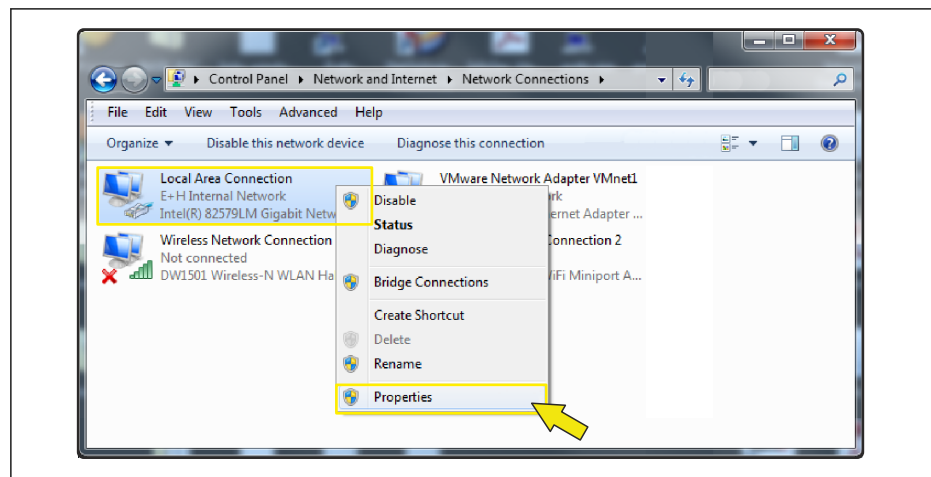 Control Panel ▸ Network and Internet ▸ Network Connections ▸
File Edit View Tools Advanced Help
Organize ▼ Disable this network device Diagnose this connection
Local Area Connection
E+H Internal Network
Intel(R) 82579LM Gigabit Netw
Wireless Network Connection
Not connected
DW1501 Wireless-N WLAN Ha
VMware Network Adapter VMnet1
rk
ernet Adapter ...
Connection 2
iFi Miniport A...
Disable
Status
Diagnose
Bridge Connections
Create Shortcut
Delete
Rename
Properties